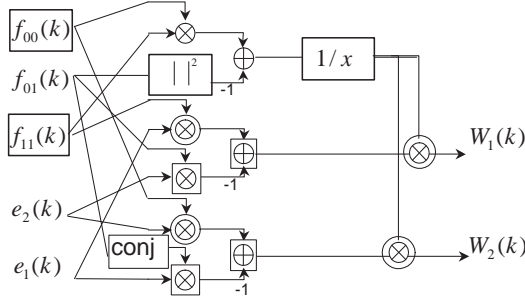 f₀₀(k)
f₀₁(k)
| |²
-1
1/x
f₁₁(k)
W₁(k)
-1
e₂(k)
conj
W₂(k)
e₁(k)
-1